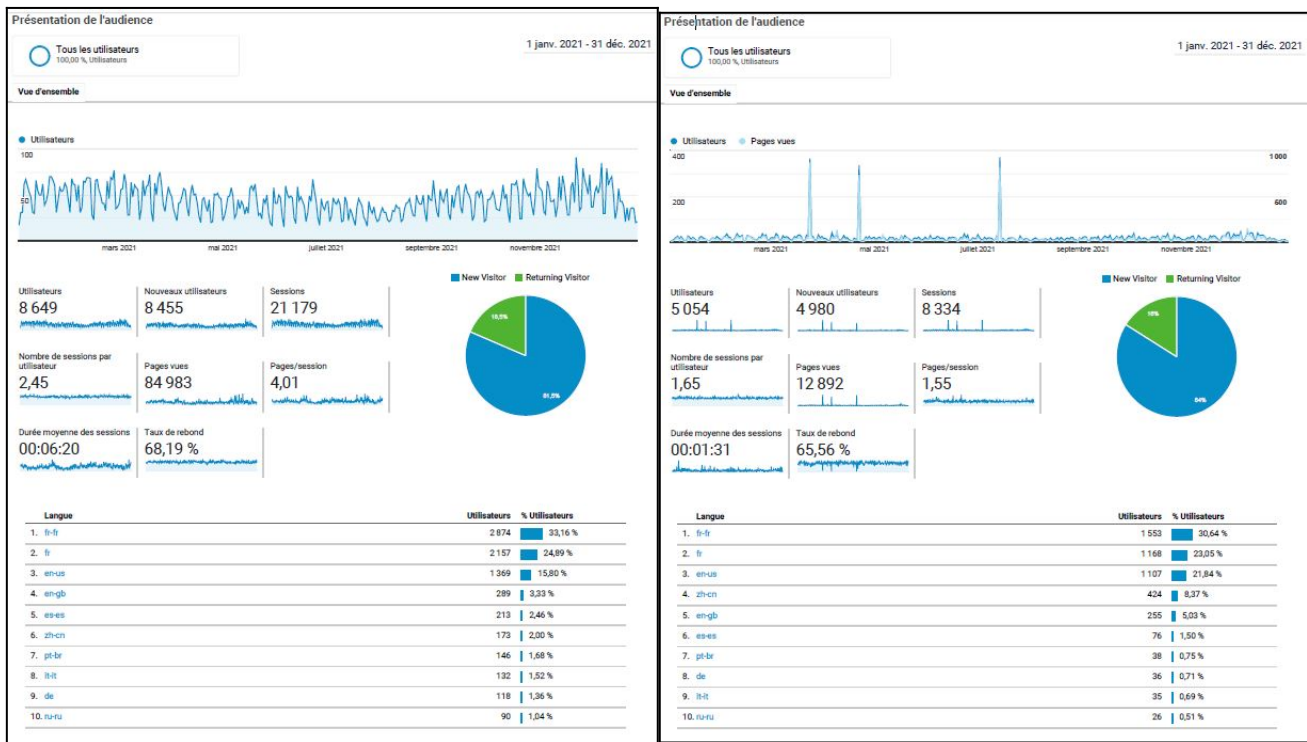 Présentation de l'audience
Tous les utilisateurs
100,00 %, Utilisateurs
1 janv. 2021 - 31 déc. 2021
Vue d'ensemble
Utilisateurs
100
50
mars 2021 mai 2021 juillet 2021 septembre 2021 novembre 2021
New Visitor Returning Visitor
Utilisateurs Nouveaux utilisateurs Sessions
8 649 8 455 21 179
18,5%
81,5%
Nombre de sessions par utilisateur Pages vues Pages/session
2,45 84 983 4,01
Durée moyenne des sessions Taux de rebond
00:06:20 68,19 %
Langue Utilisateurs % Utilisateurs
1. fr-fr 2 874 33,16 %
2. fr 2 157 24,89 %
3. en-us 1 369 15,80 %
4. en-gb 289 3,33 %
5. es-es 213 2,46 %
6. zh-cn 173 2,00 %
7. pt-br 146 1,68 %
8. it-it 132 1,52 %
9. de 118 1,36 %
10. ru-ru 90 1,04 %
Présentation de l'audience
Tous les utilisateurs
100,00 %, Utilisateurs
1 janv. 2021 - 31 déc. 2021
Vue d'ensemble
Utilisateurs Pages vues
400 1 000
200 600
mars 2021 mai 2021 juillet 2021 septembre 2021 novembre 2021
New Visitor Returning Visitor
Utilisateurs Nouveaux utilisateurs Sessions
5 054 4 980 8 334
16%
84%
Nombre de sessions par utilisateur Pages vues Pages/session
1,65 12 892 1,55
Durée moyenne des sessions Taux de rebond
00:01:31 65,56 %
Langue Utilisateurs % Utilisateurs
1. fr-fr 1 553 30,64 %
2. fr 1 168 23,05 %
3. en-us 1 107 21,84 %
4. zh-cn 424 8,37 %
5. en-gb 255 5,03 %
6. es-es 76 1,50 %
7. pt-br 38 0,75 %
8. de 36 0,71 %
9. it-it 35 0,69 %
10. ru-ru 26 0,51 %